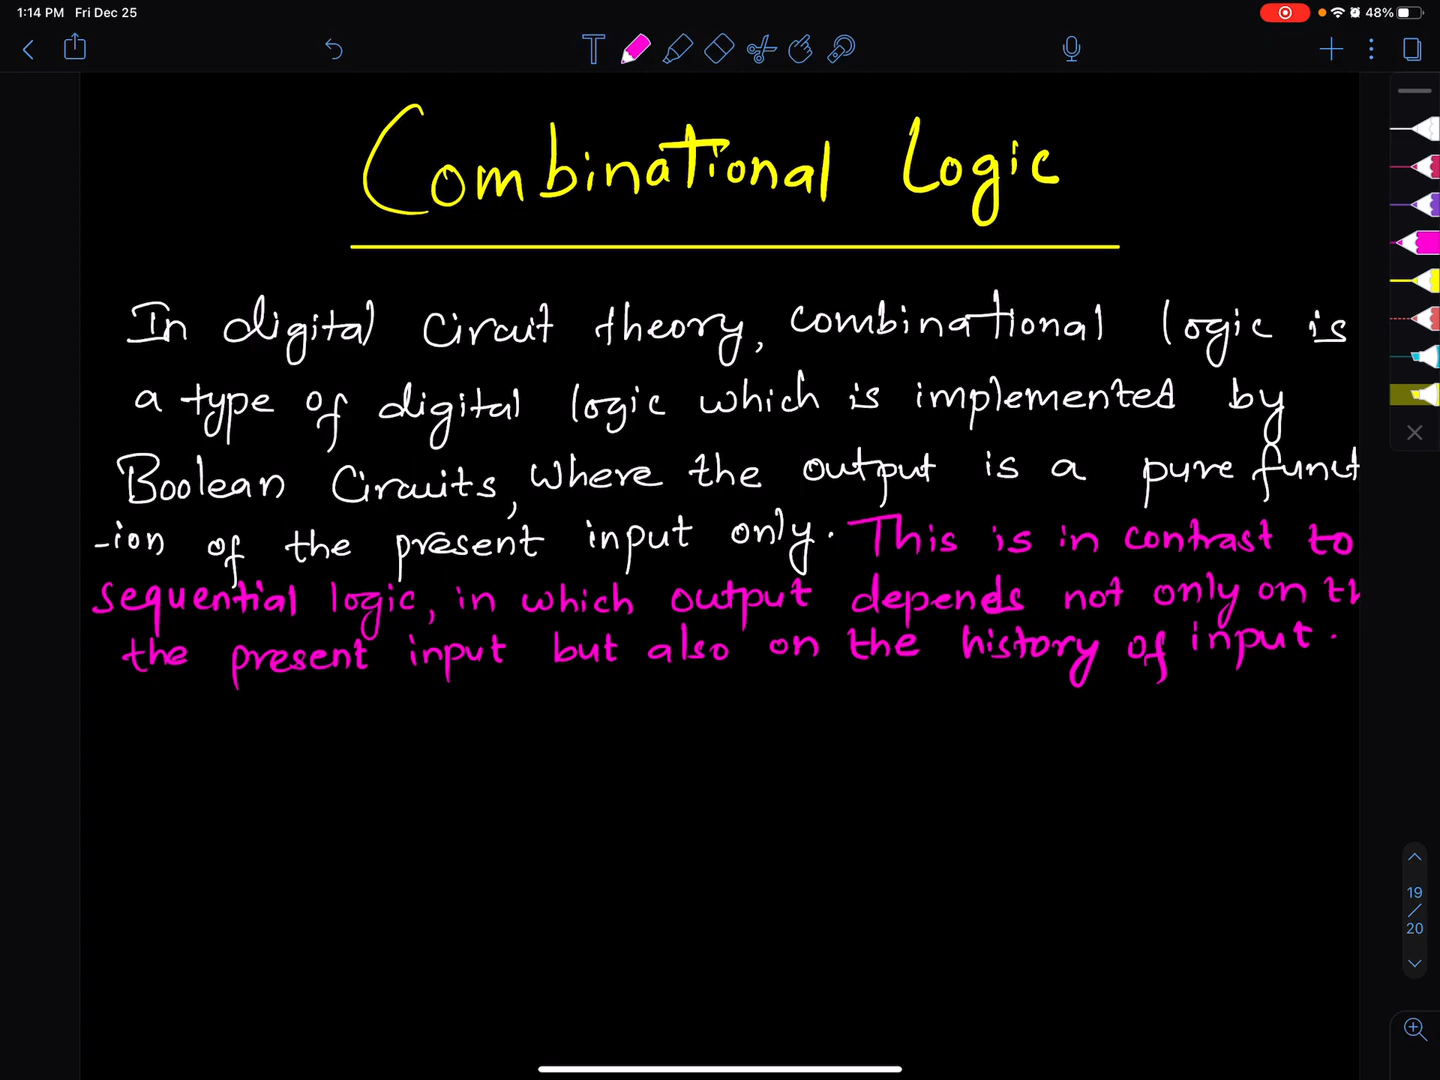 1:14 PM Fri Dec 25
48%
Combinational Logic
In digital Circuit theory, combinational logic is
a type of digital logic which is implemented by
Boolean Circuits, where the output is a pure funct
-ion of the present input only. This is in contrast to
sequential logic, in which output depends not only on th
the present input but also on the history of input.
19
/
20